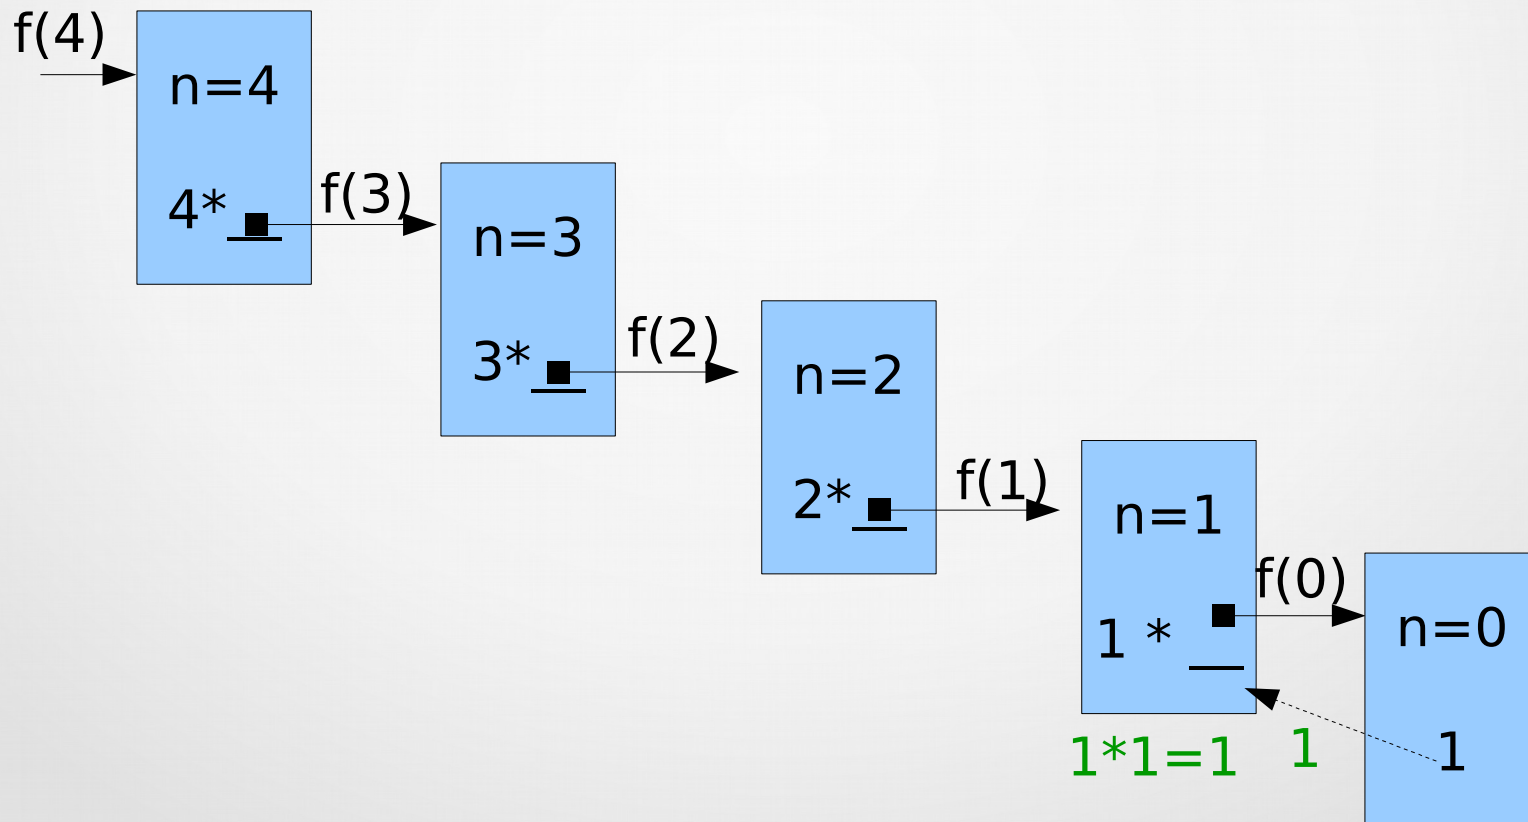 f(4)
n=4
4*
f(3)
n=3
3*
f(2)
n=2
2*
f(1)
n=1
1 *
f(0)
n=0
1
1*1=1
1